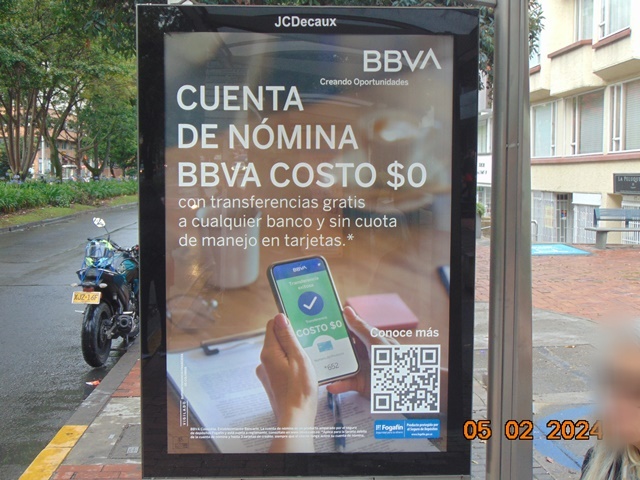 JCDecaux
BBVA
Creando Oportunidades
CUENTA
DE NÓMINA
BBVA COSTO $0
con transferencias gratis
a cualquier banco y sin cuota
de manejo en tarjetas.*
BBVA
COSTO $0
Conoce más
Fogafín
05 02 2024